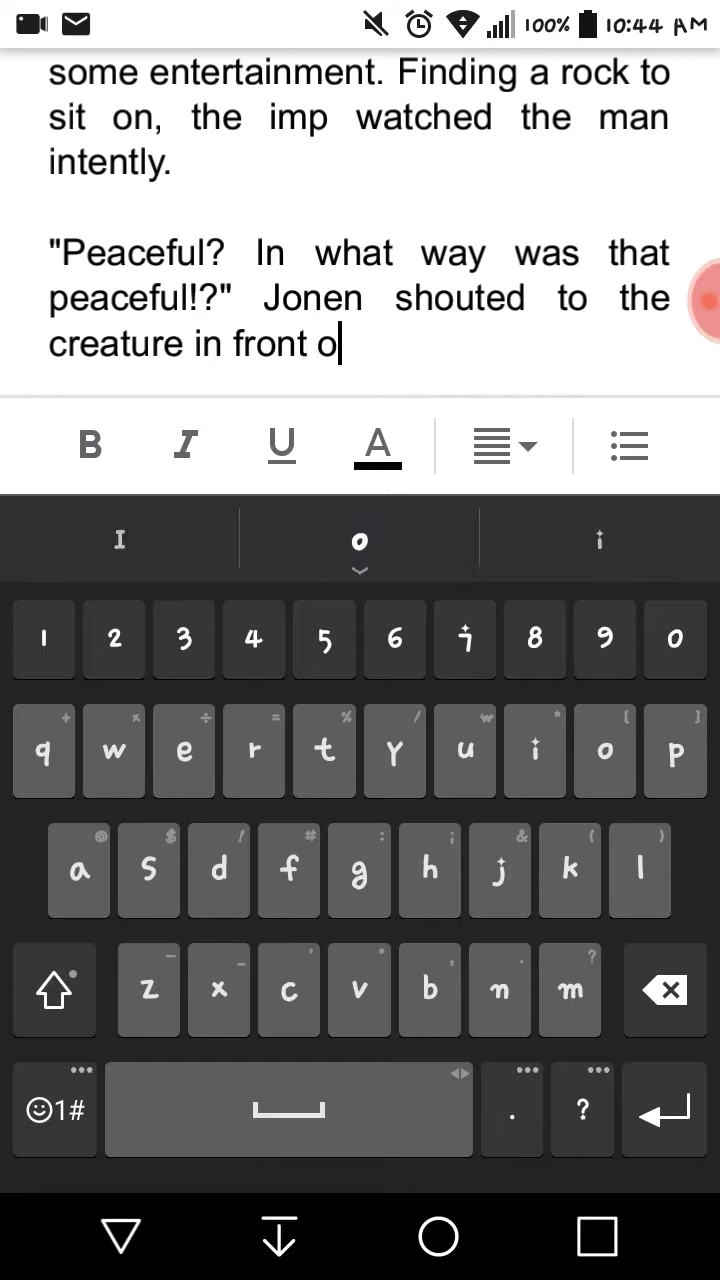 100% 10:44 AM
some entertainment. Finding a rock to
sit on, the imp watched the man
intently.
"Peaceful? In what way was that
peaceful!?" Jonen shouted to the
creature in front o
B I U A
I o i
1 2 3 4 5 6 7 8 9 0
+ × ÷ = % / ₩ * [ ]
q w e r t y u i o p
@ $ ! # : ; & ( )
a s d f g h j k l
- _ ' " , . ?
z x c v b n m
1# . ?